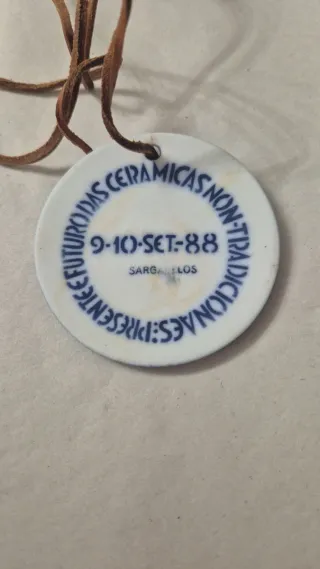 PRESENTE E FUTURO DAS CERAMICAS NON-TRADICIONAES:
9-10-SET.-88
SARGADELOS